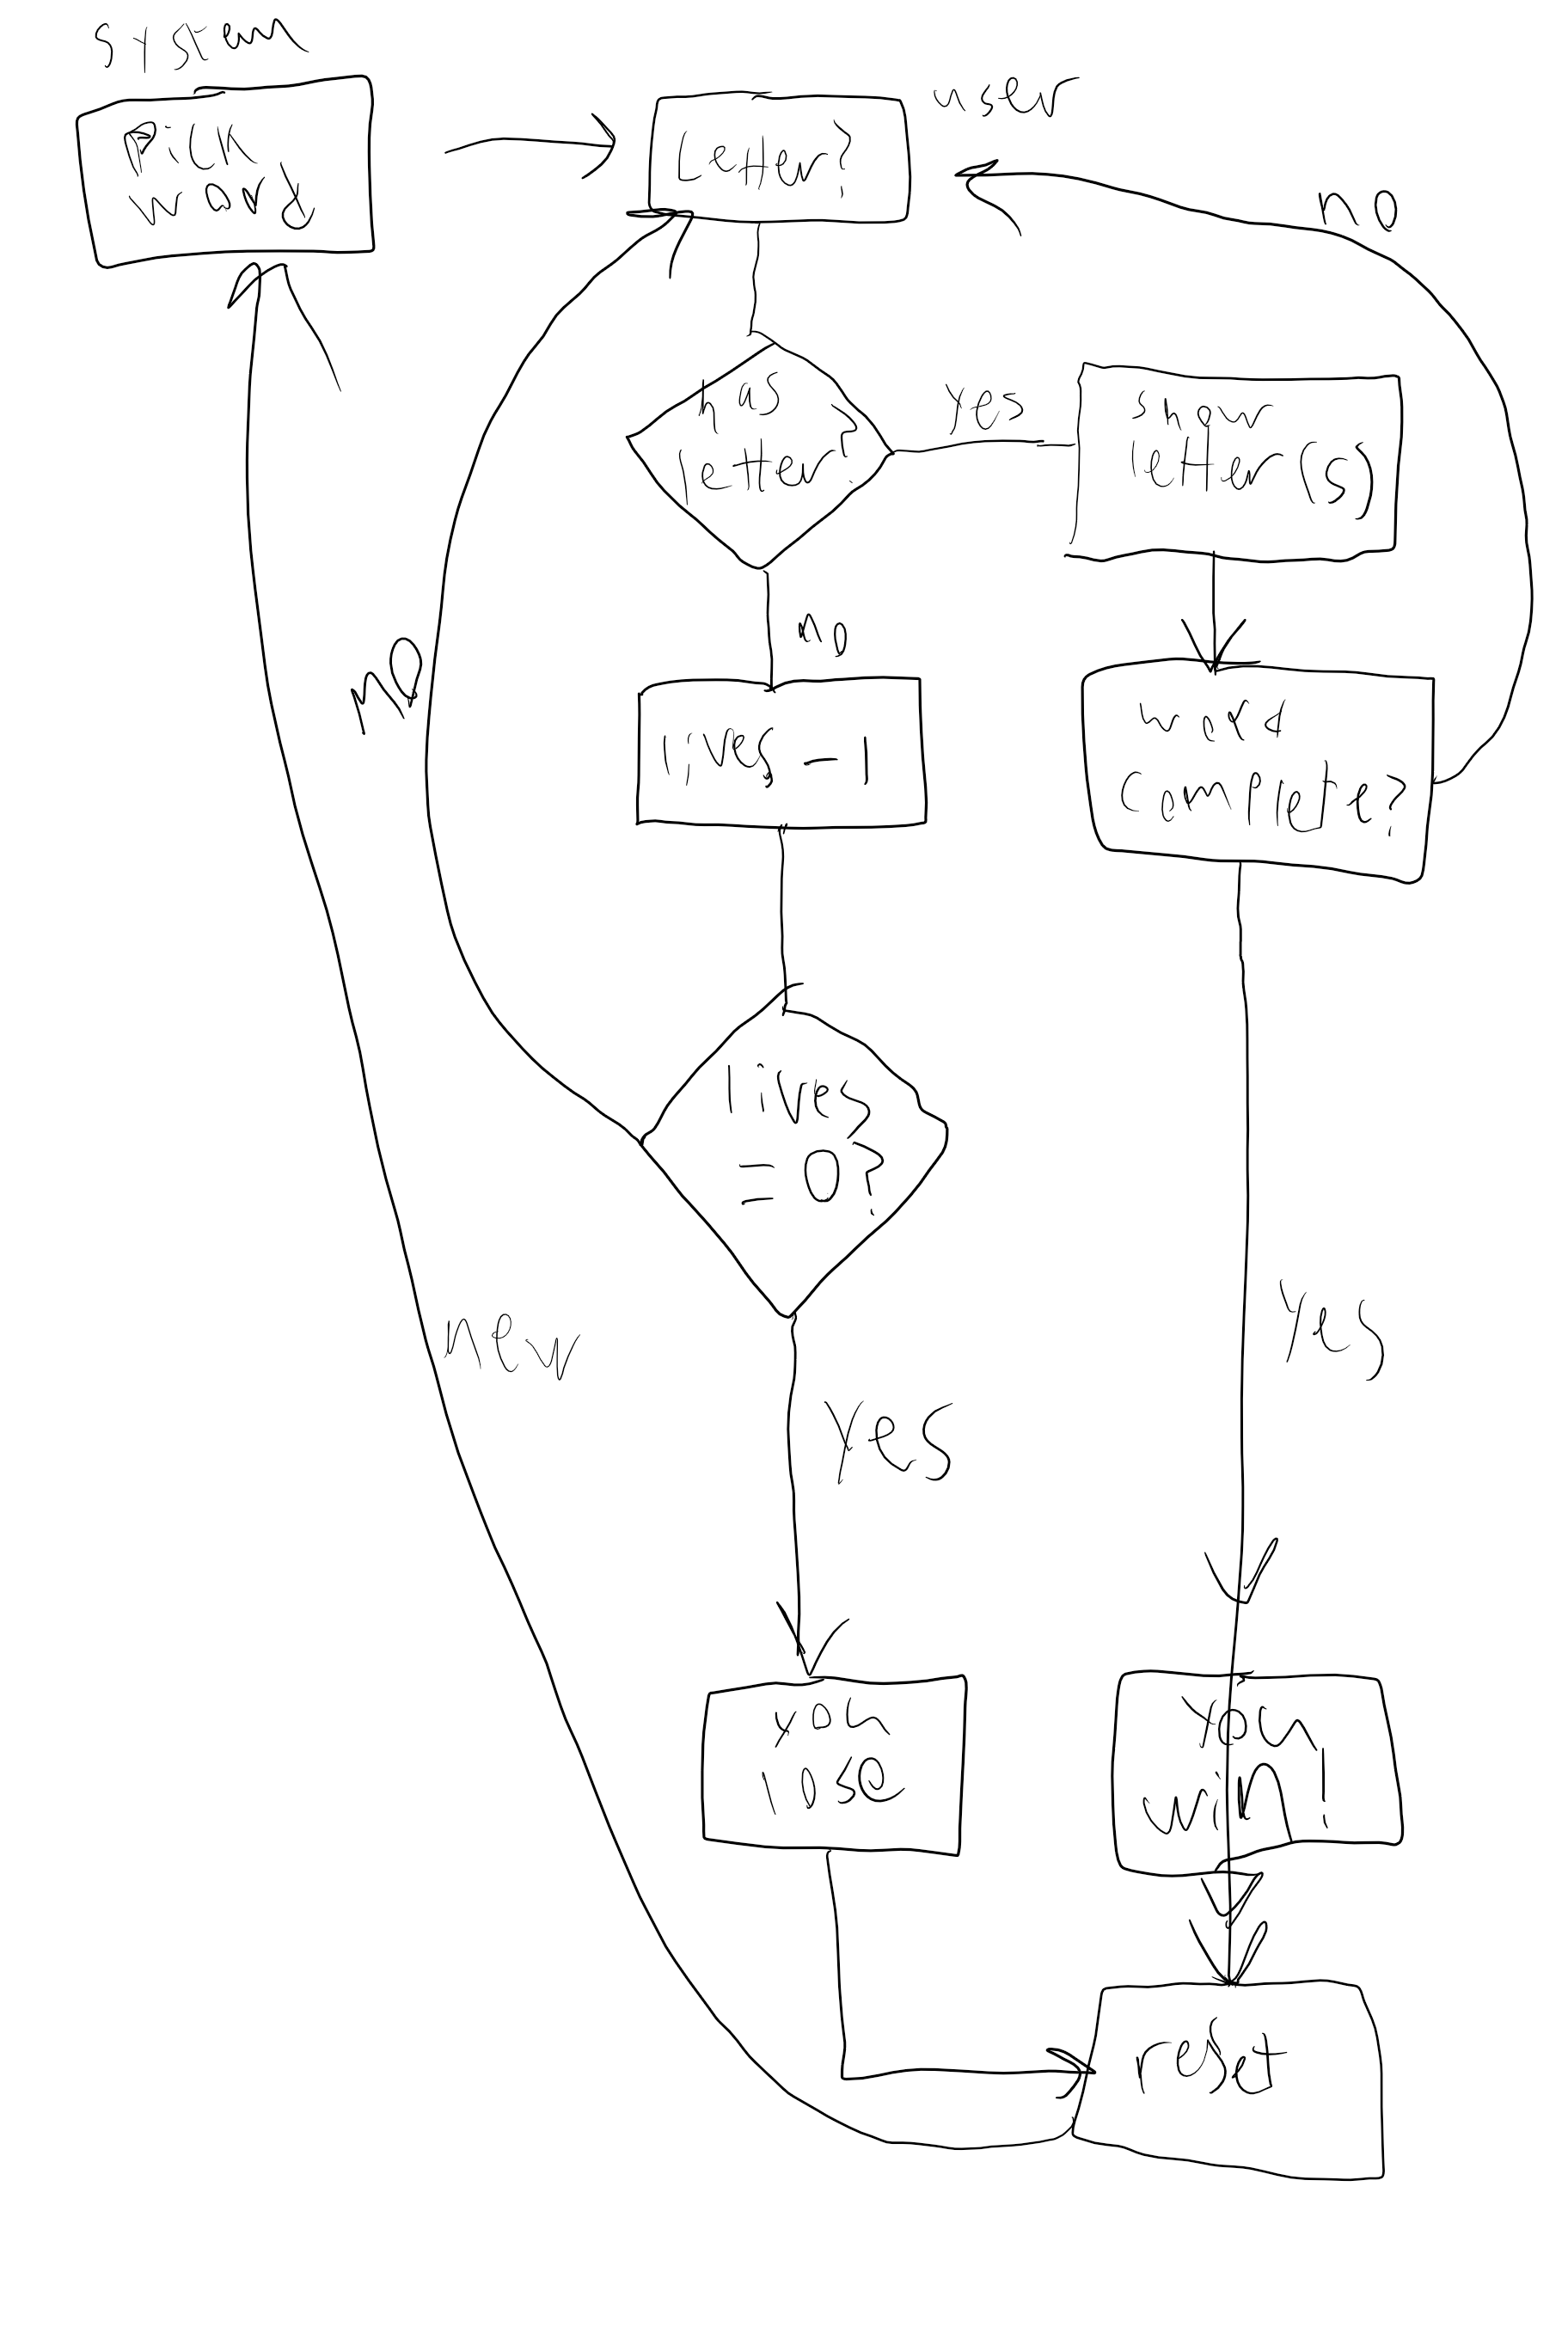 system
Pick
word
Letter?
user
no
has
letter?
yes
show
letter(s)
no
no
lives -1
word
complete?
lives
= 0?
new
yes
yes
you
lose
you
win!
reset